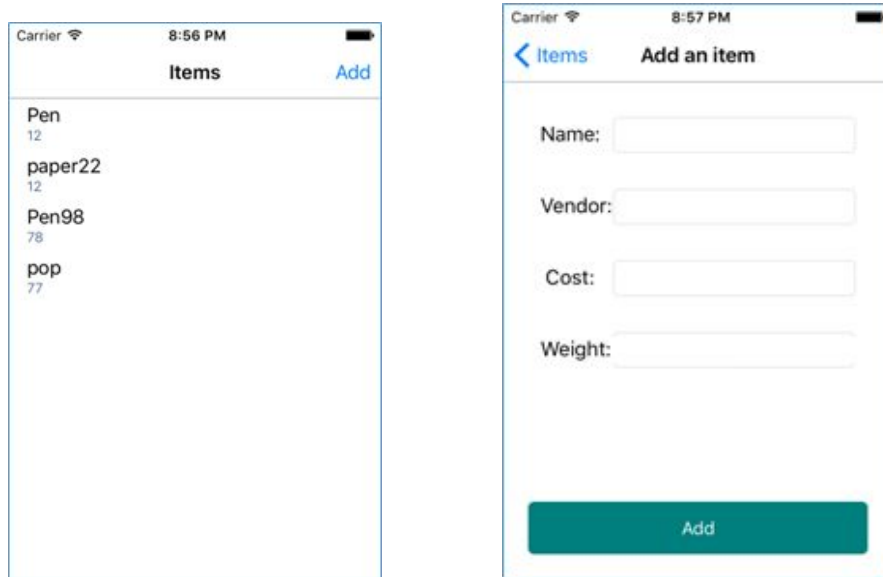 Carrier 8:56 PM
Items Add
Pen
12
paper22
12
Pen98
78
pop
77
Carrier 8:57 PM
Items Add an item
Name:
Vendor:
Cost:
Weight:
Add